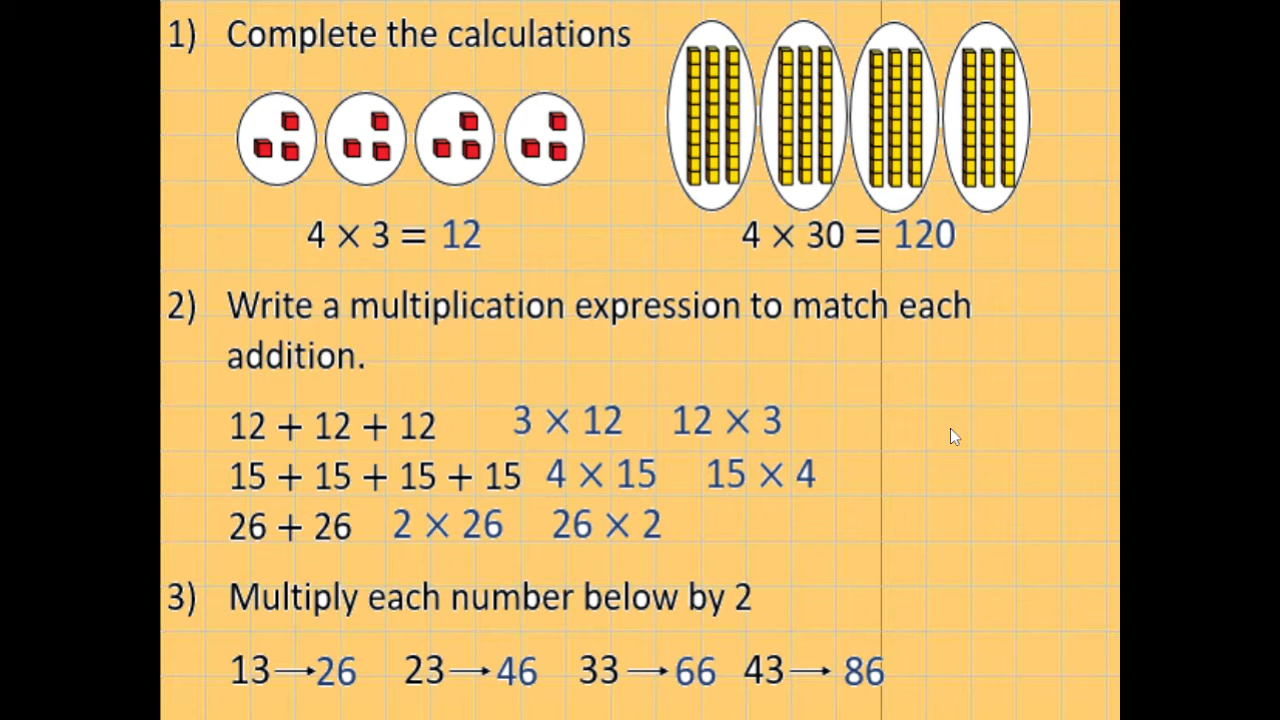 1) Complete the calculations
4 × 3 = 12 4 × 30 = 120
2) Write a multiplication expression to match each
addition.
12 + 12 + 12 3 × 12 12 × 3
15 + 15 + 15 + 15 4 × 15 15 × 4
26 + 26 2 × 26 26 × 2
3) Multiply each number below by 2
13→26 23→46 33→66 43→86